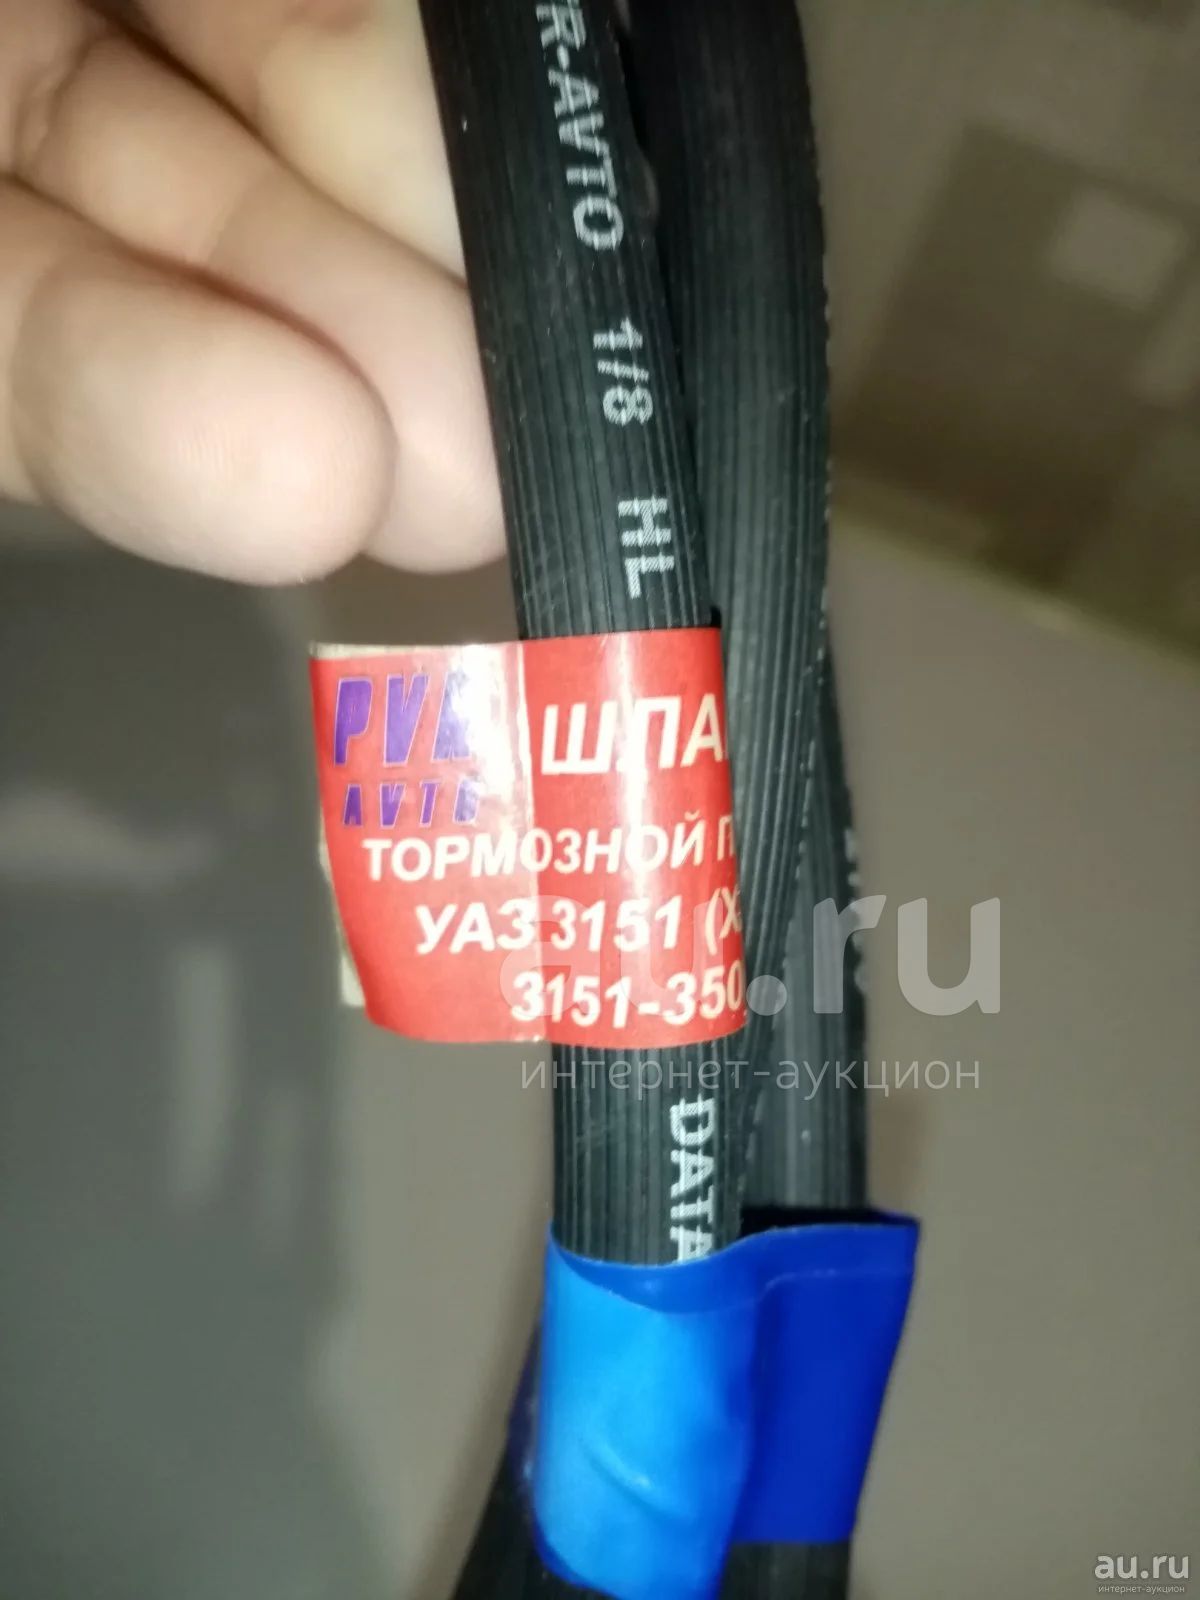 R-AVTO 1/8 HL
PVA ШЛА
AVTO
ТОРМОЗНОЙ П
УАЗ 3151 (Х
3151-350
DATA
au.ru
интернет-аукцион
au.ru
интернет-аукцион